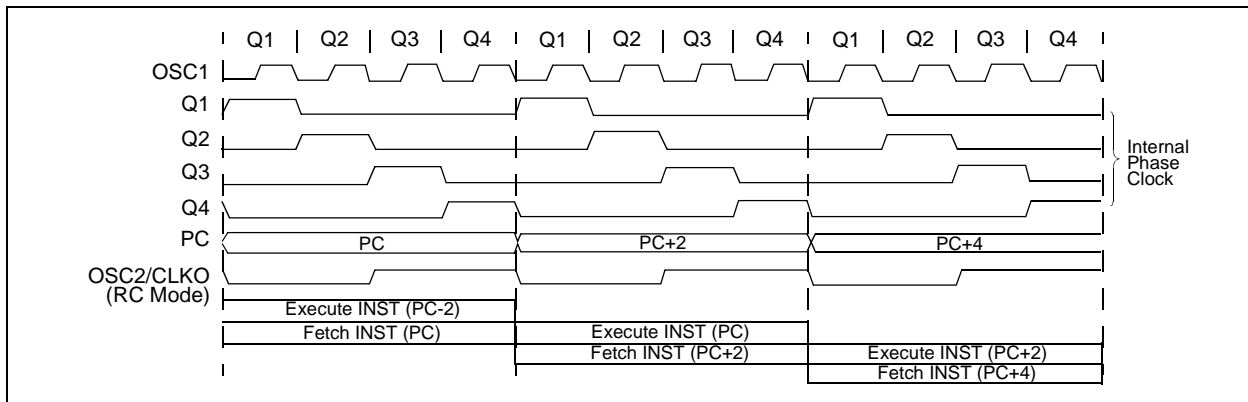 Q1 Q2 Q3 Q4 Q1 Q2 Q3 Q4 Q1 Q2 Q3 Q4
OSC1
Q1
Q2
Q3
Q4
Internal
Phase
Clock
PC PC PC+2 PC+4
OSC2/CLKO
(RC Mode)
Execute INST (PC-2)
Fetch INST (PC) Execute INST (PC)
Fetch INST (PC+2) Execute INST (PC+2)
Fetch INST (PC+4)